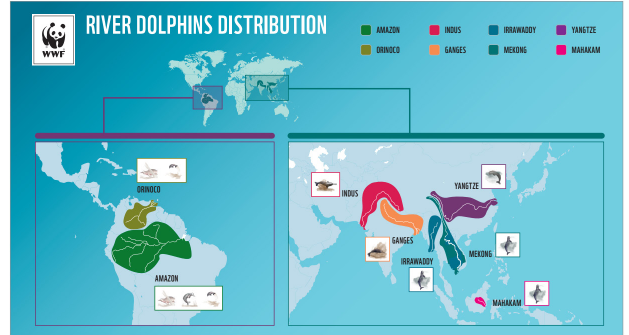 WWF
RIVER DOLPHINS DISTRIBUTION
AMAZON
INDUS
IRRAWADDY
YANGTZE
ORINOCO
GANGES
MEKONG
MAHAKAM
ORINOCO
AMAZON
INDUS
YANGTZE
GANGES
IRRAWADDY
MEKONG
MAHAKAM